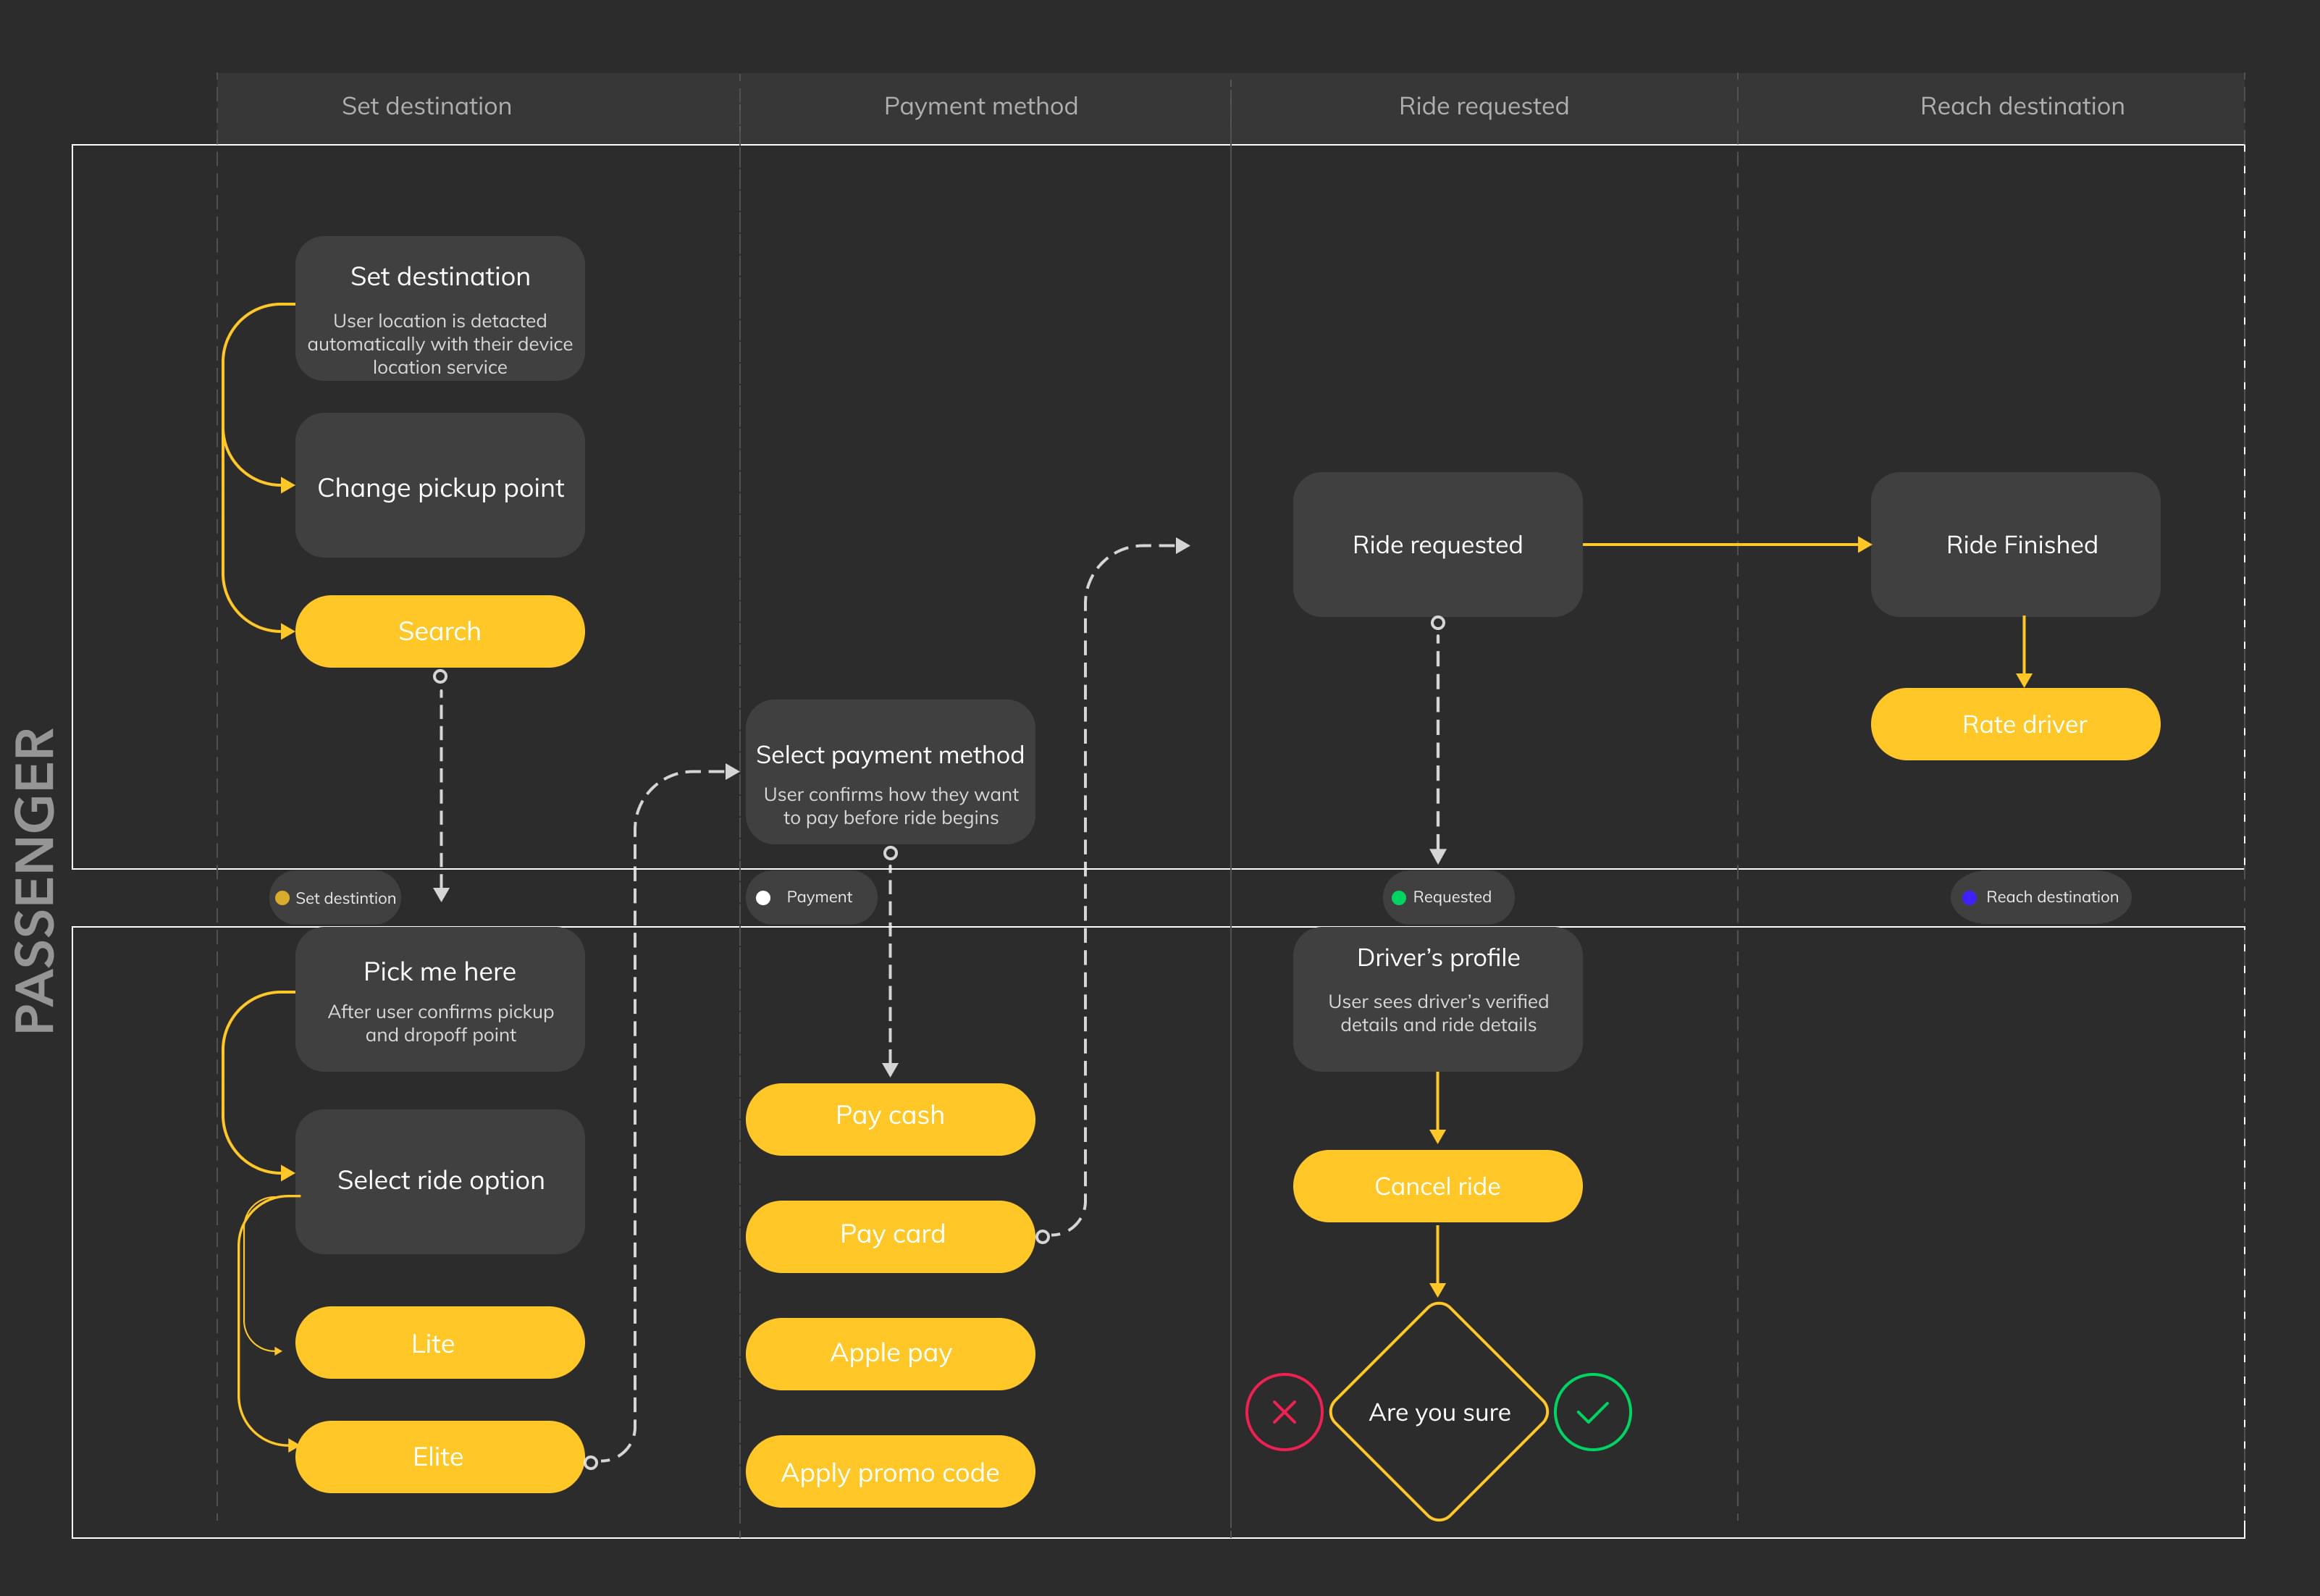 Set destination
Payment method
Ride requested
Reach destination
PASSENGER
Set destination
User location is detacted
automatically with their device
location service
Change pickup point
Search
Select payment method
User confirms how they want
to pay before ride begins
Ride requested
Ride Finished
Rate driver
Set destintion
Payment
Requested
Reach destination
Pick me here
After user confirms pickup
and dropoff point
Select ride option
Lite
Elite
Pay cash
Pay card
Apple pay
Apply promo code
Driver’s profile
User sees driver’s verified
details and ride details
Cancel ride
Are you sure